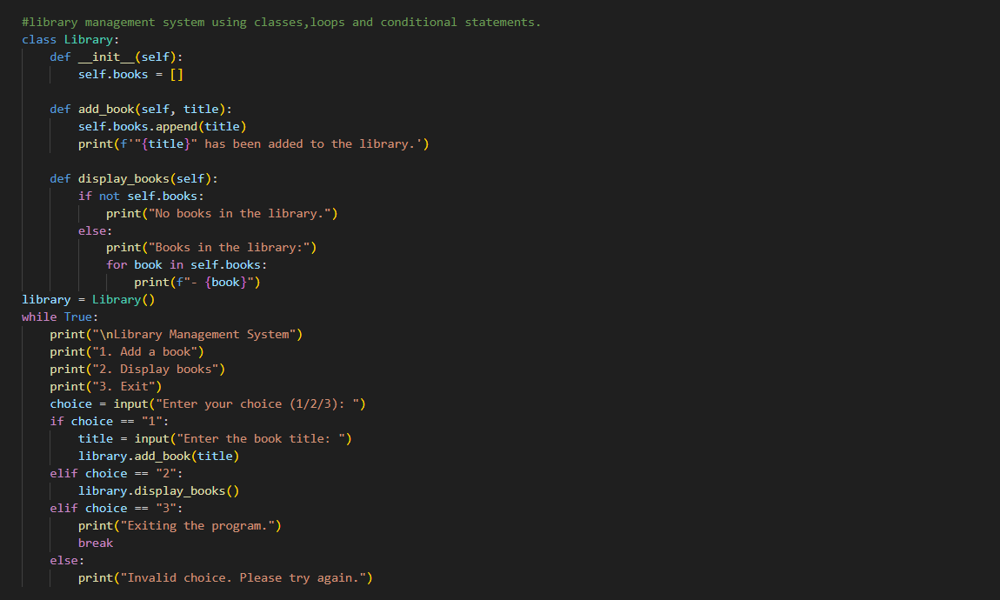 #library management system using classes,loops and conditional statements.
class Library:
    def __init__(self):
        self.books = []

    def add_book(self, title):
        self.books.append(title)
        print(f'"{title}" has been added to the library.')

    def display_books(self):
        if not self.books:
            print("No books in the library.")
        else:
            print("Books in the library:")
            for book in self.books:
                print(f"- {book}")
library = Library()
while True:
    print("\nLibrary Management System")
    print("1. Add a book")
    print("2. Display books")
    print("3. Exit")
    choice = input("Enter your choice (1/2/3): ")
    if choice == "1":
        title = input("Enter the book title: ")
        library.add_book(title)
    elif choice == "2":
        library.display_books()
    elif choice == "3":
        print("Exiting the program.")
        break
    else:
        print("Invalid choice. Please try again.")